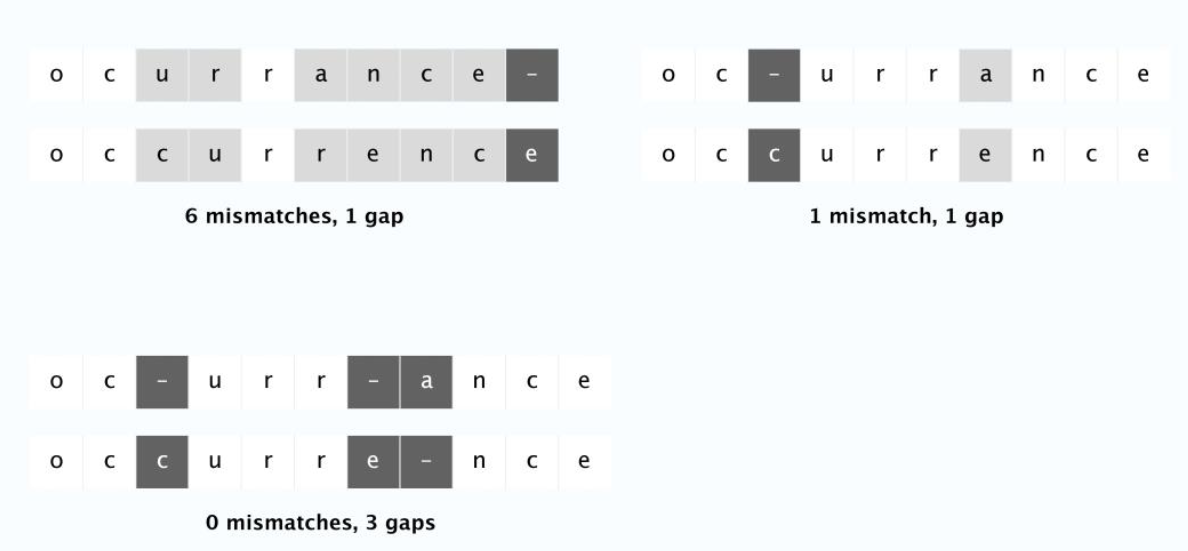 o c u r r a n c e –
o c c u r r e n c e
6 mismatches, 1 gap
o c – u r r a n c e
o c c u r r e n c e
1 mismatch, 1 gap
o c – u r r – a n c e
o c c u r r e – n c e
0 mismatches, 3 gaps